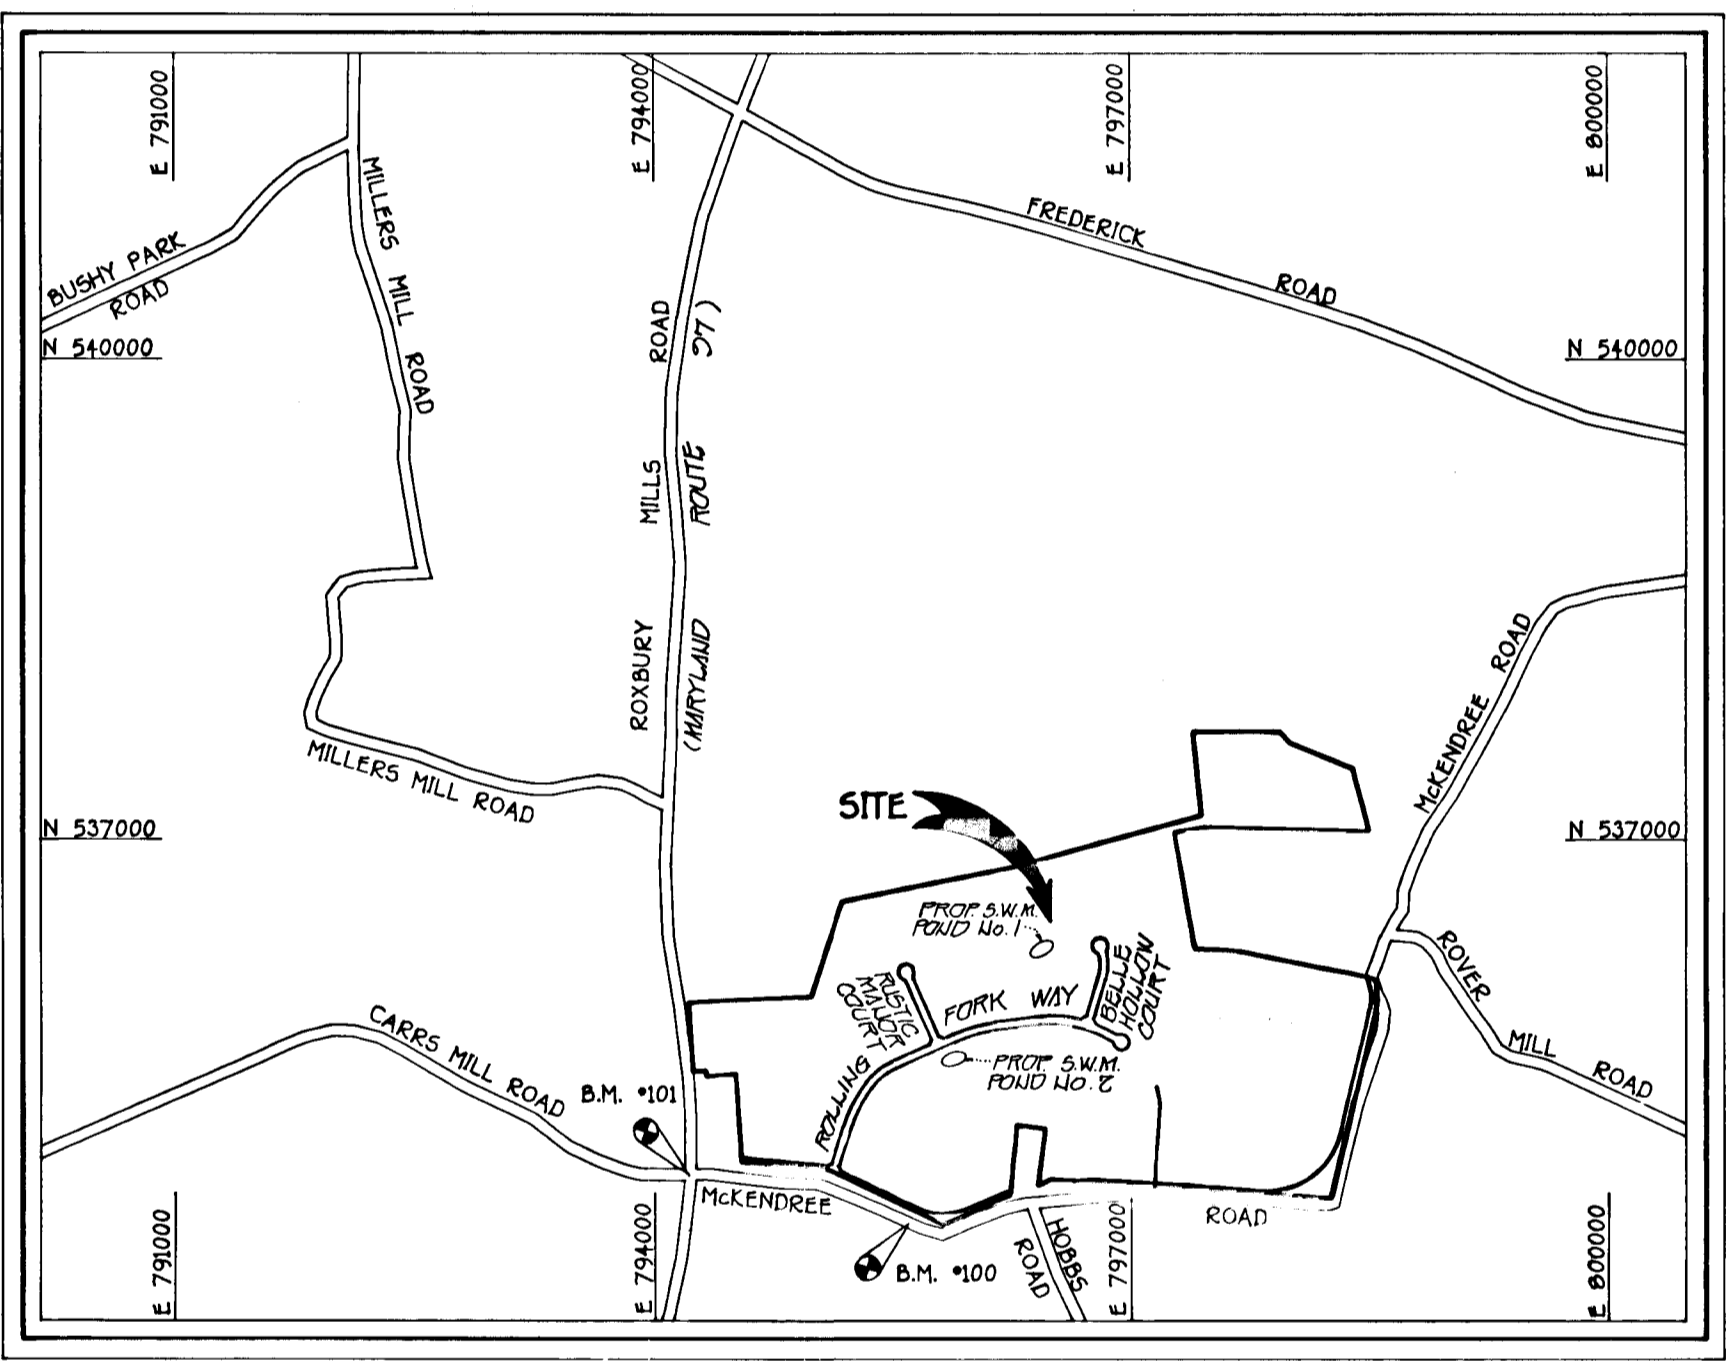 E 791000
E 794000
E 797000
E 800000
BUSHY PARK
ROAD
MILLERS MILL ROAD
FREDERICK ROAD
N 540000
N 540000
ROXBURY MILLS ROAD
(MARYLAND ROUTE 97)
MILLERS MILL ROAD
McKENDREE ROAD
SITE
N 537000
N 537000
PROP. S.W.M.
POND No. 1
RUSTIC
MANOR
COURT
ROLLING FORK WAY
BELLE
HOLLOW
COURT
PROP. S.W.M.
POND No. 2
ROVER MILL ROAD
CARRS MILL ROAD
B.M. #101
McKENDREE ROAD
B.M. #100
HOBBS
ROAD
E 791000
E 794000
E 797000
E 800000